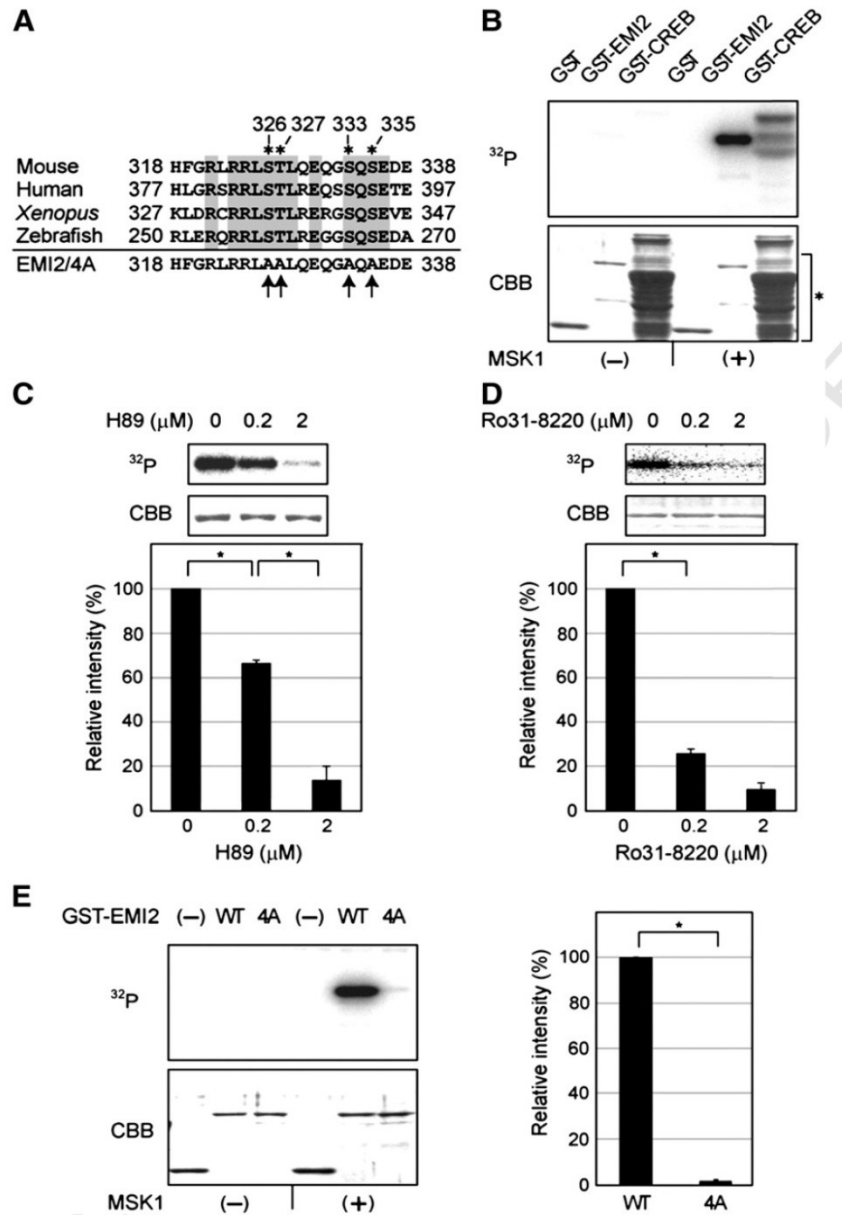 A
326 327 333 335
* * * *
Mouse 318 HFGRLRRLSTLQEQGSQSEDE 338
Human 377 HLGRSRRLSTLREQSSQSETE 397
Xenopus 327 KLDRCRRLSTLRERGSQSEVE 347
Zebrafish 250 RLERQRRLSTLREGGSQSEDA 270
EMI2/4A 318 HFGRLRRLAALQEQGAQAEDE 338
B
GST GST-EMI2 GST-CREB GST GST-EMI2 GST-CREB
³²P
CBB
*
MSK1 (−) (+)
C
H89 (μM) 0 0.2 2
³²P
CBB
* *
Relative intensity (%)
100
80
60
40
20
0
0 0.2 2
H89 (μM)
D
Ro31-8220 (μM) 0 0.2 2
³²P
CBB
*
Relative intensity (%)
100
80
60
40
20
0
0 0.2 2
Ro31-8220 (μM)
E
GST-EMI2 (−) WT 4A (−) WT 4A
³²P
CBB
MSK1 (−) (+)
*
Relative intensity (%)
100
80
60
40
20
0
WT 4A